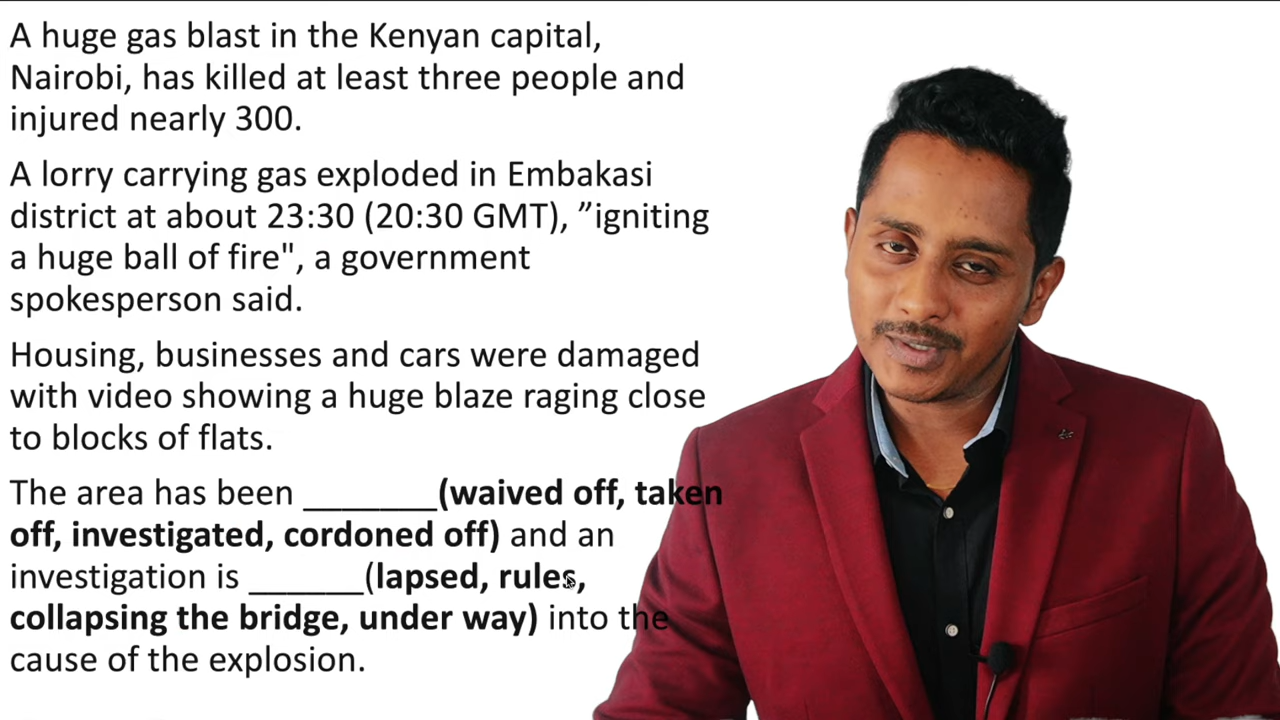 A huge gas blast in the Kenyan capital,
Nairobi, has killed at least three people and
injured nearly 300.
A lorry carrying gas exploded in Embakasi
district at about 23:30 (20:30 GMT), ”igniting
a huge ball of fire", a government
spokesperson said.
Housing, businesses and cars were damaged
with video showing a huge blaze raging close
to blocks of flats.
The area has been _______(waived off, taken
off, investigated, cordoned off) and an
investigation is ______(lapsed, rules,
collapsing the bridge, under way) into the
cause of the explosion.